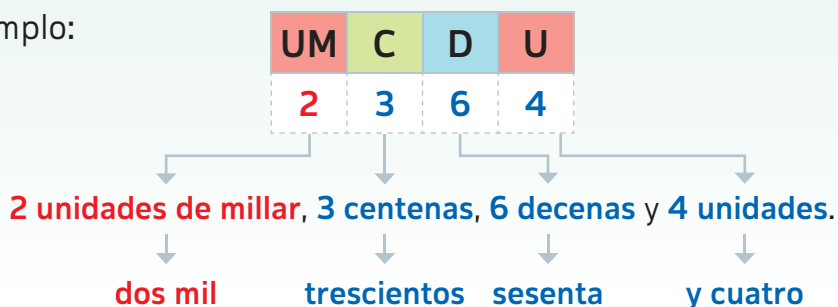 mplo:
UM C D U
2 3 6 4
2 unidades de millar, 3 centenas, 6 decenas y 4 unidades.
dos mil trescientos sesenta y cuatro